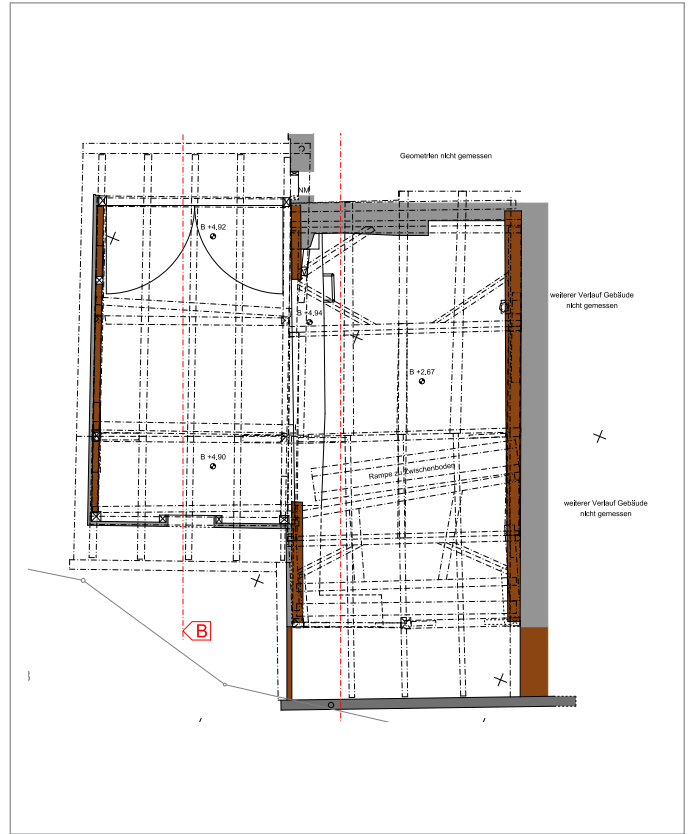 Geometrien nicht gemessen
NM
B +4,92
weiterer Verlauf Gebäude
nicht gemessen
B +4,94
B +2,67
B +4,90
Rampe zu Zwischenboden
weiterer Verlauf Gebäude
nicht gemessen
B